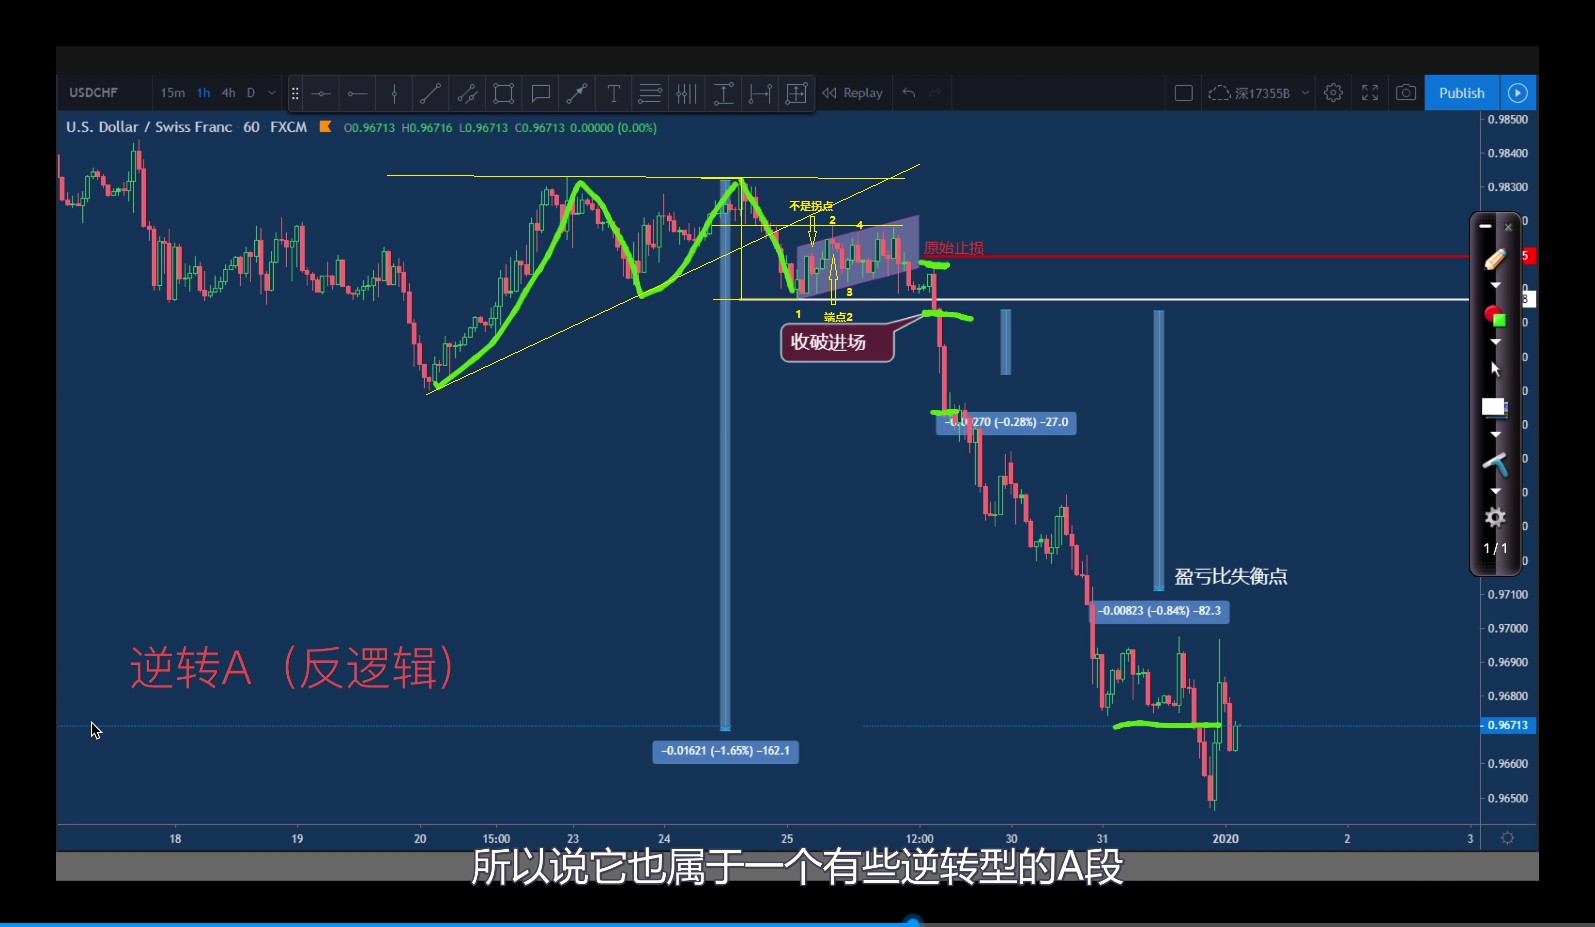 USDCHF 15m 1h 4h D Replay 深17355B Publish
U.S. Dollar / Swiss Franc 60 FXCM O0.96713 H0.96716 L0.96713 C0.96713 0.00000 (0.00%)
0.98500
0.98400
0.98300
不是拐点
2
4
原始止损
3
1
端点2
收破进场
270 (−0.28%) −27.0
1/1
盈亏比失衡点
−0.00823 (−0.84%) −82.3
0.97100
0.97000
0.96900
0.96800
逆转A（反逻辑）
0.96713
−0.01621 (−1.65%) −162.1
0.96600
0.96500
18 19 20 15:00 23 24 25 12:00 30 31 2020 2 3
所以说它也属于一个有些逆转型的A段